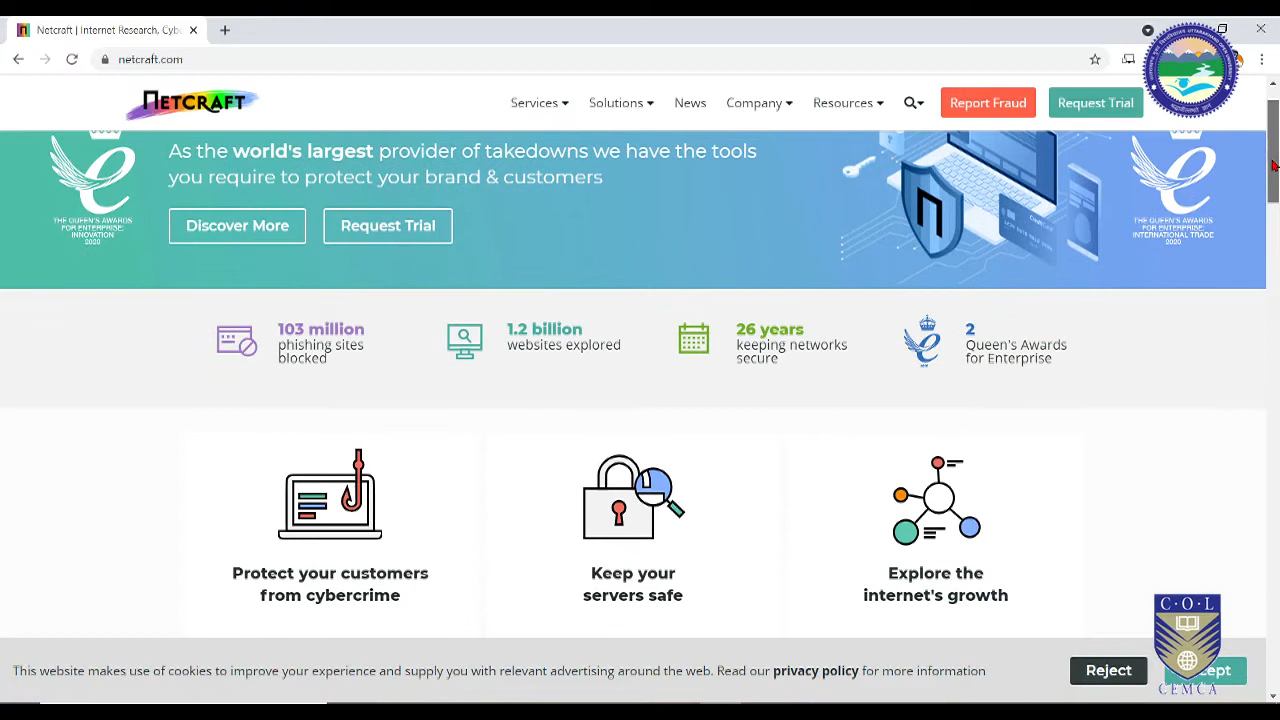 Netcraft | Internet Research, Cyb
netcraft.com
NETCRAFT
Services
Solutions
News
Company
Resources
Report Fraud
Request Trial
As the world's largest provider of takedowns we have the tools
you require to protect your brand & customers
Discover More
Request Trial
THE QUEEN'S AWARDS
FOR ENTERPRISE:
INNOVATION
2020
THE QUEEN'S AWARDS
FOR ENTERPRISE:
INTERNATIONAL TRADE
2020
103 million
phishing sites
blocked
1.2 billion
websites explored
26 years
keeping networks
secure
2
Queen's Awards
for Enterprise
Protect your customers
from cybercrime
Keep your
servers safe
Explore the
internet's growth
This website makes use of cookies to improve your experience and supply you with relevant advertising around the web. Read our privacy policy for more information
Reject
cept
C·O·L
CEMCA